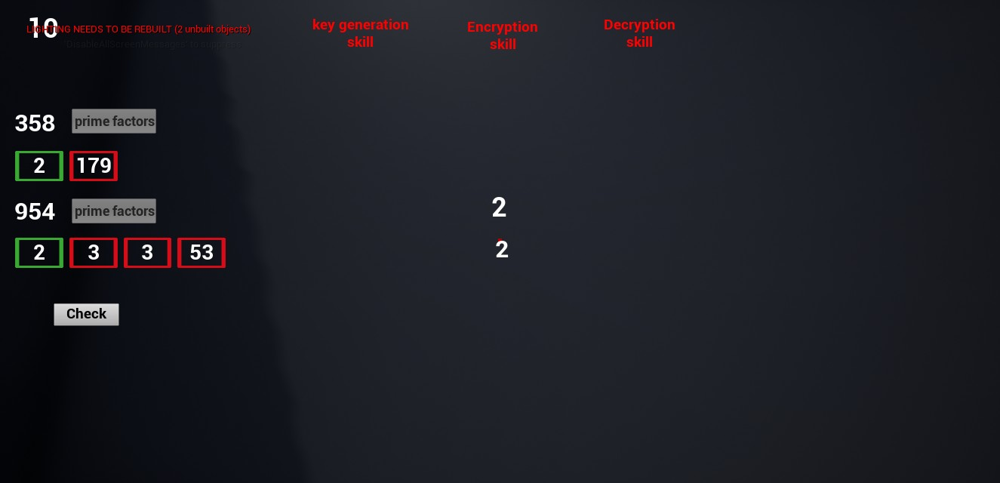 10
LIGHTING NEEDS TO BE REBUILT (2 unbuilt objects)
'DisableAllScreenMessages' to suppress
key generation
skill
Encryption
skill
Decryption
skill
358 prime factors
2 179
954 prime factors
2 3 3 53
2
2
Check